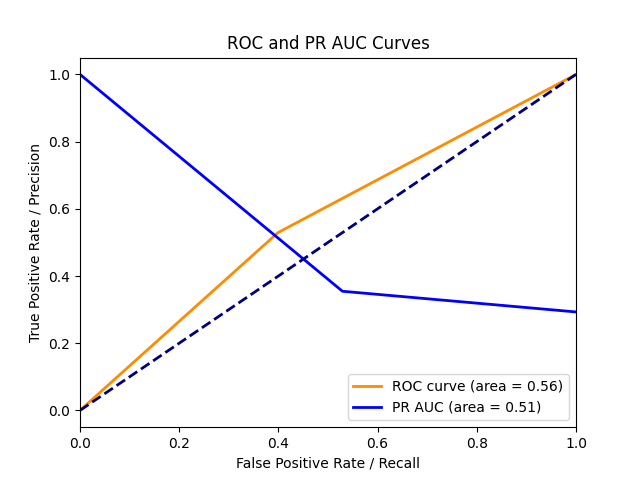 ROC and PR AUC Curves
True Positive Rate / Precision
1.0
0.8
0.6
0.4
0.2
0.0
0.0 0.2 0.4 0.6 0.8 1.0
False Positive Rate / Recall
ROC curve (area = 0.56)
PR AUC (area = 0.51)